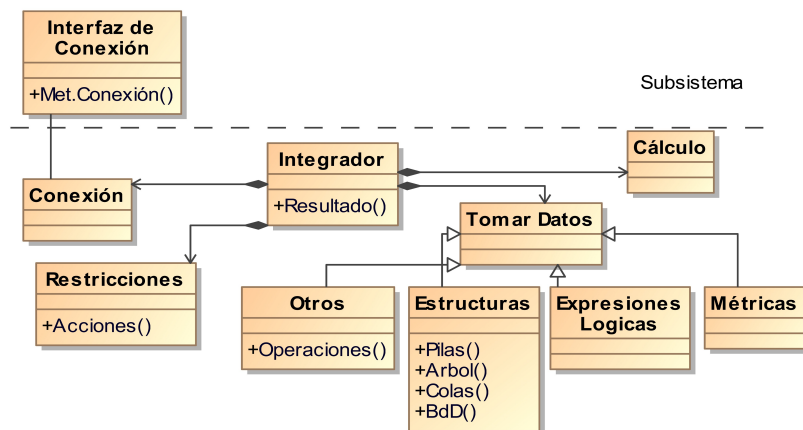 Interfaz de
Conexión
+Met.Conexión()
Subsistema
Integrador
+Resultado()
Cálculo
Conexión
Tomar Datos
Restricciones
+Acciones()
Otros
+Operaciones()
Estructuras
+Pilas()
+Arbol()
+Colas()
+BdD()
Expresiones
Logicas
Métricas